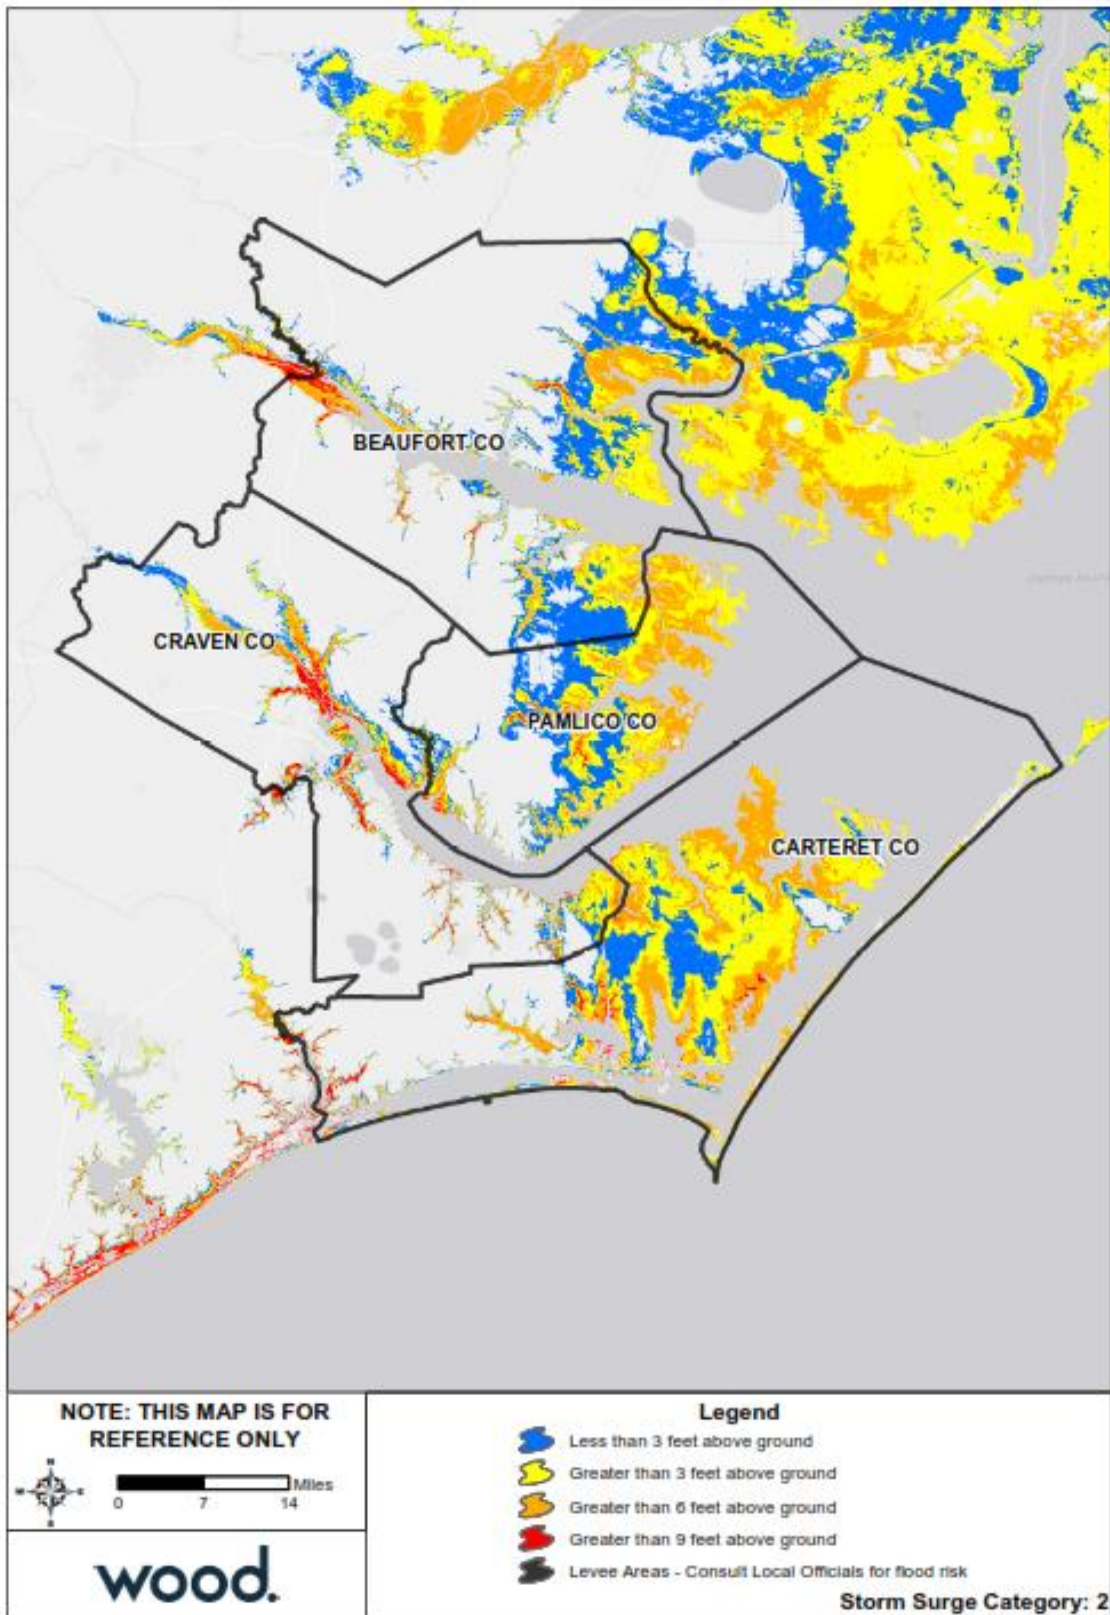 BEAUFORT CO
CRAVEN CO
PAMLICO CO
CARTERET CO
NOTE: THIS MAP IS FOR
REFERENCE ONLY
Miles
0 7 14
wood.
Legend
Less than 3 feet above ground
Greater than 3 feet above ground
Greater than 6 feet above ground
Greater than 9 feet above ground
Levee Areas - Consult Local Officials for flood risk
Storm Surge Category: 2